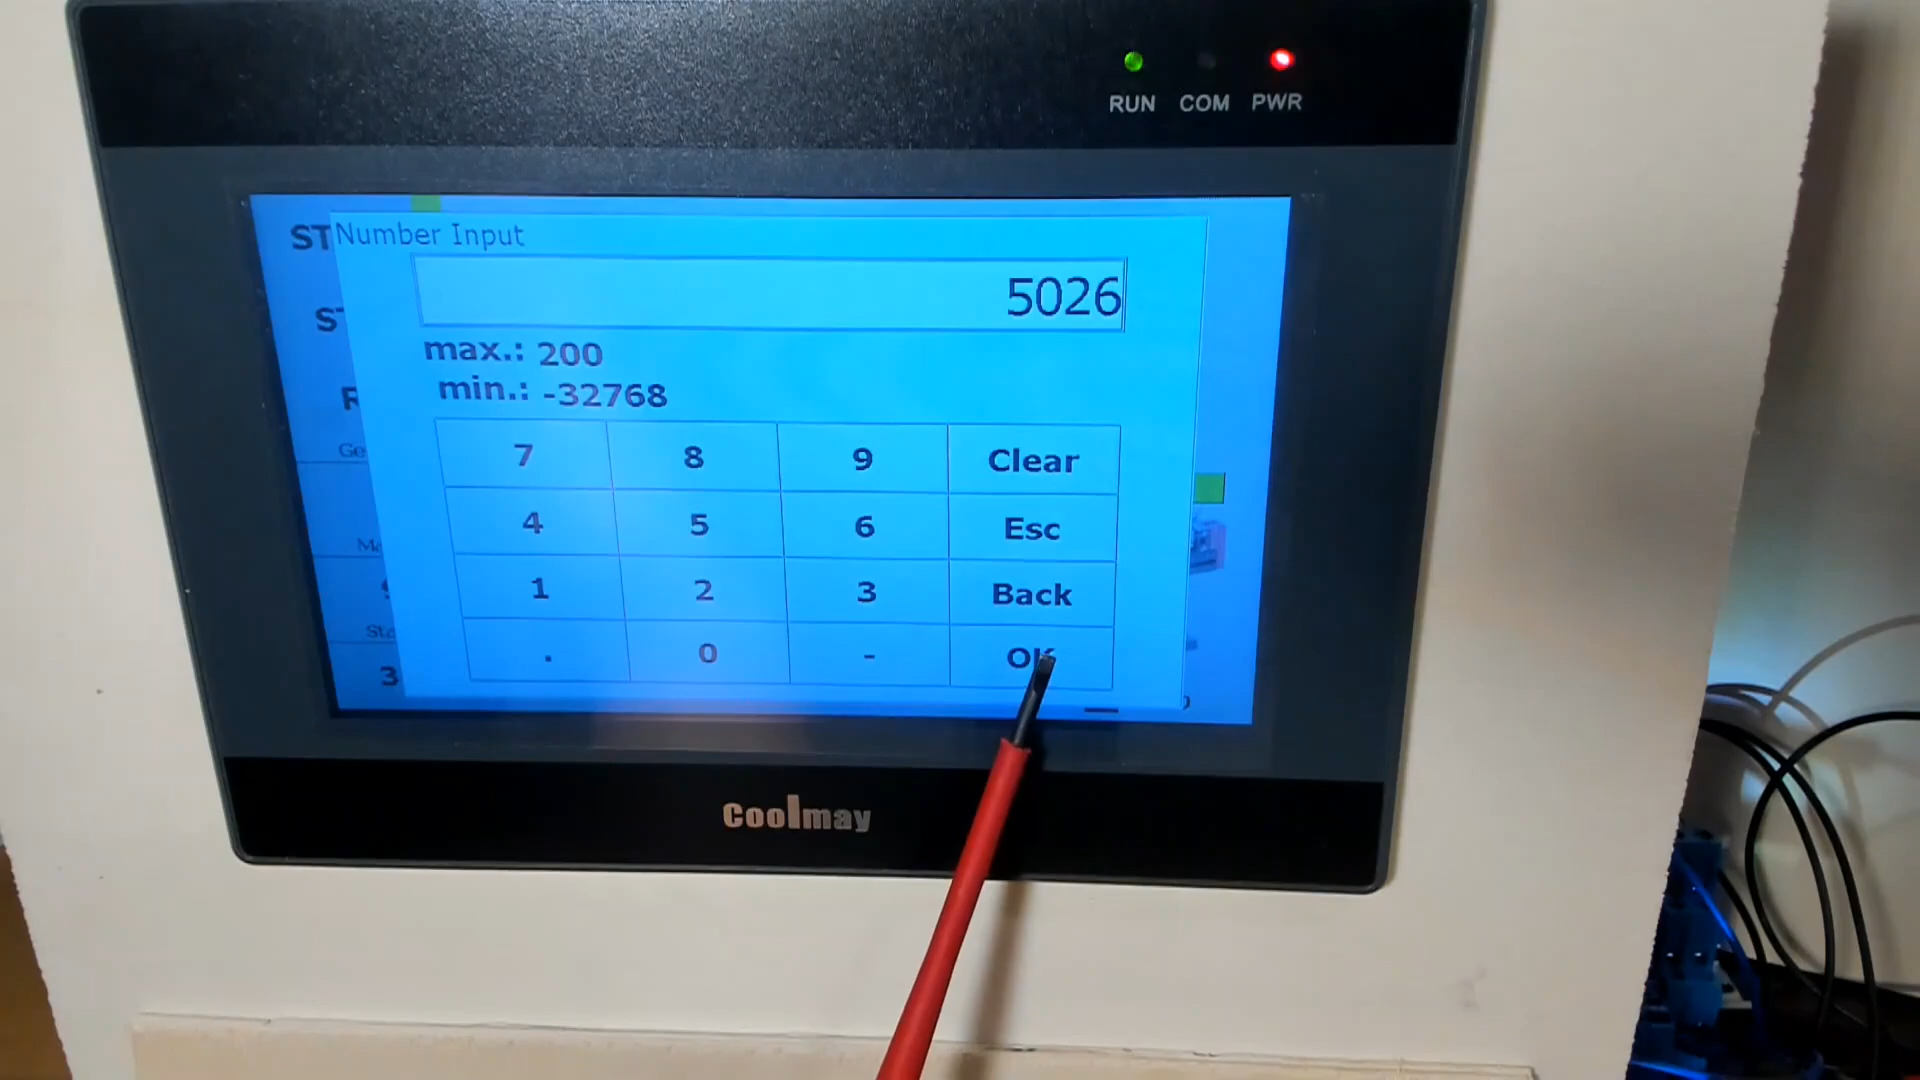 RUN COM PWR
ST Number Input
5026
max.: 200
min.: -32768
7 8 9 Clear
4 5 6 Esc
1 2 3 Back
. 0 - OK
Coolmay